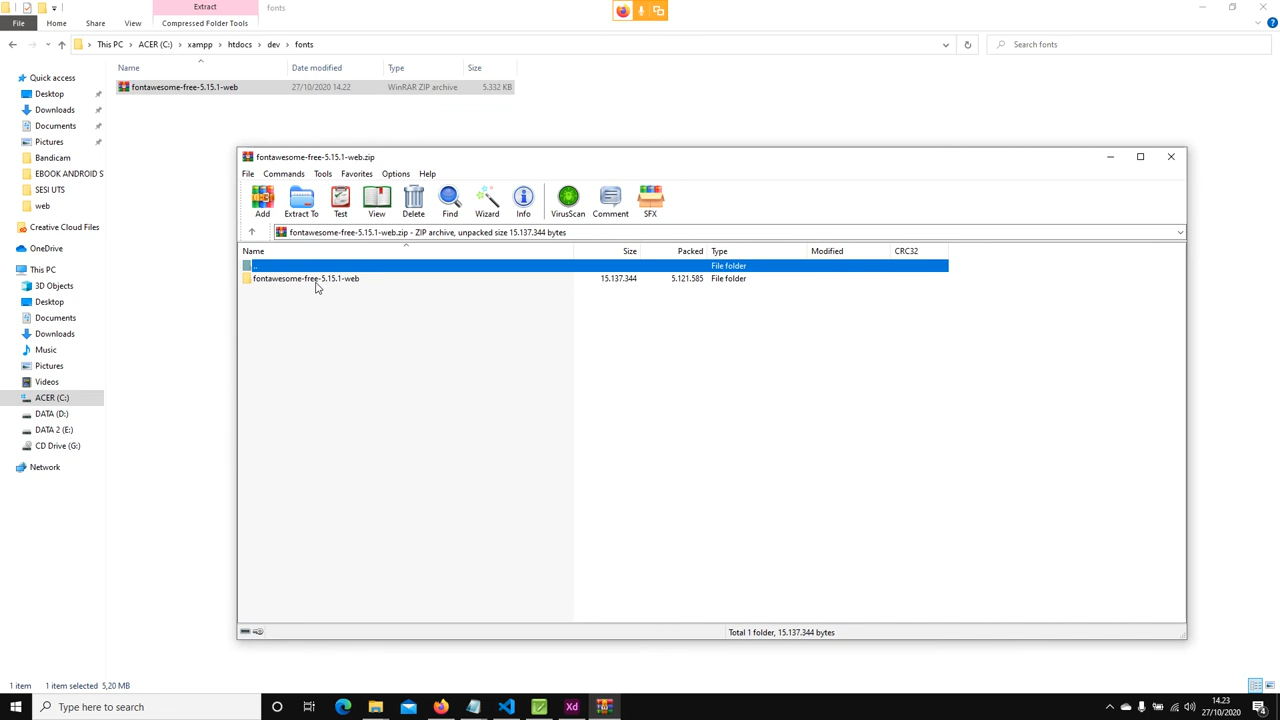 Extract
fonts
File
Home
Share
View
Compressed Folder Tools
This PC
ACER (C:)
xampp
htdocs
dev
fonts
Search fonts
Name
Date modified
Type
Size
fontawesome-free-5.15.1-web
27/10/2020 14.22
WinRAR ZIP archive
5.332 KB
Quick access
Desktop
Downloads
Documents
Pictures
Bandicam
EBOOK ANDROID S
SESI UTS
web
Creative Cloud Files
OneDrive
This PC
3D Objects
Desktop
Documents
Downloads
Music
Pictures
Videos
ACER (C:)
DATA (D:)
DATA 2 (E:)
CD Drive (G:)
Network
fontawesome-free-5.15.1-web.zip
File
Commands
Tools
Favorites
Options
Help
Add
Extract To
Test
View
Delete
Find
Wizard
Info
VirusScan
Comment
SFX
fontawesome-free-5.15.1-web.zip - ZIP archive, unpacked size 15.137.344 bytes
Name
Size
Packed
Type
Modified
CRC32
..
File folder
fontawesome-free-5.15.1-web
15.137.344
5.121.585
File folder
Total 1 folder, 15.137.344 bytes
1 item
1 item selected 5,20 MB
Type here to search
Xd
14.23
27/10/2020
4